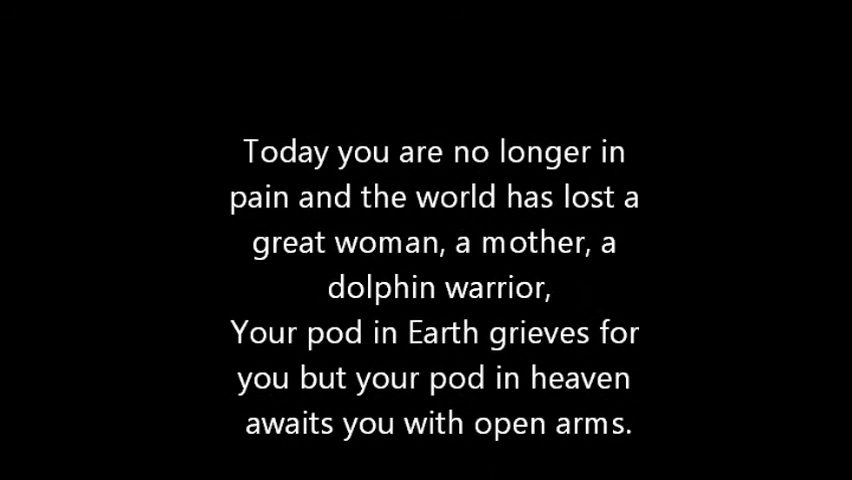 Today you are no longer in
pain and the world has lost a
great woman, a mother, a
dolphin warrior,
Your pod in Earth grieves for
you but your pod in heaven
awaits you with open arms.